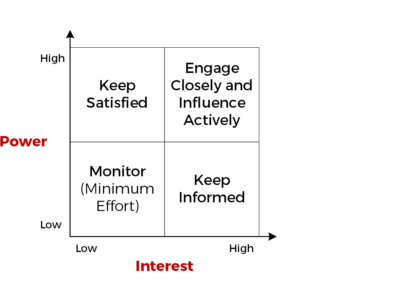 High
Keep
Satisfied
Engage
Closely and
Influence
Actively
Power
Monitor
(Minimum
Effort)
Keep
Informed
Low
Low
High
Interest